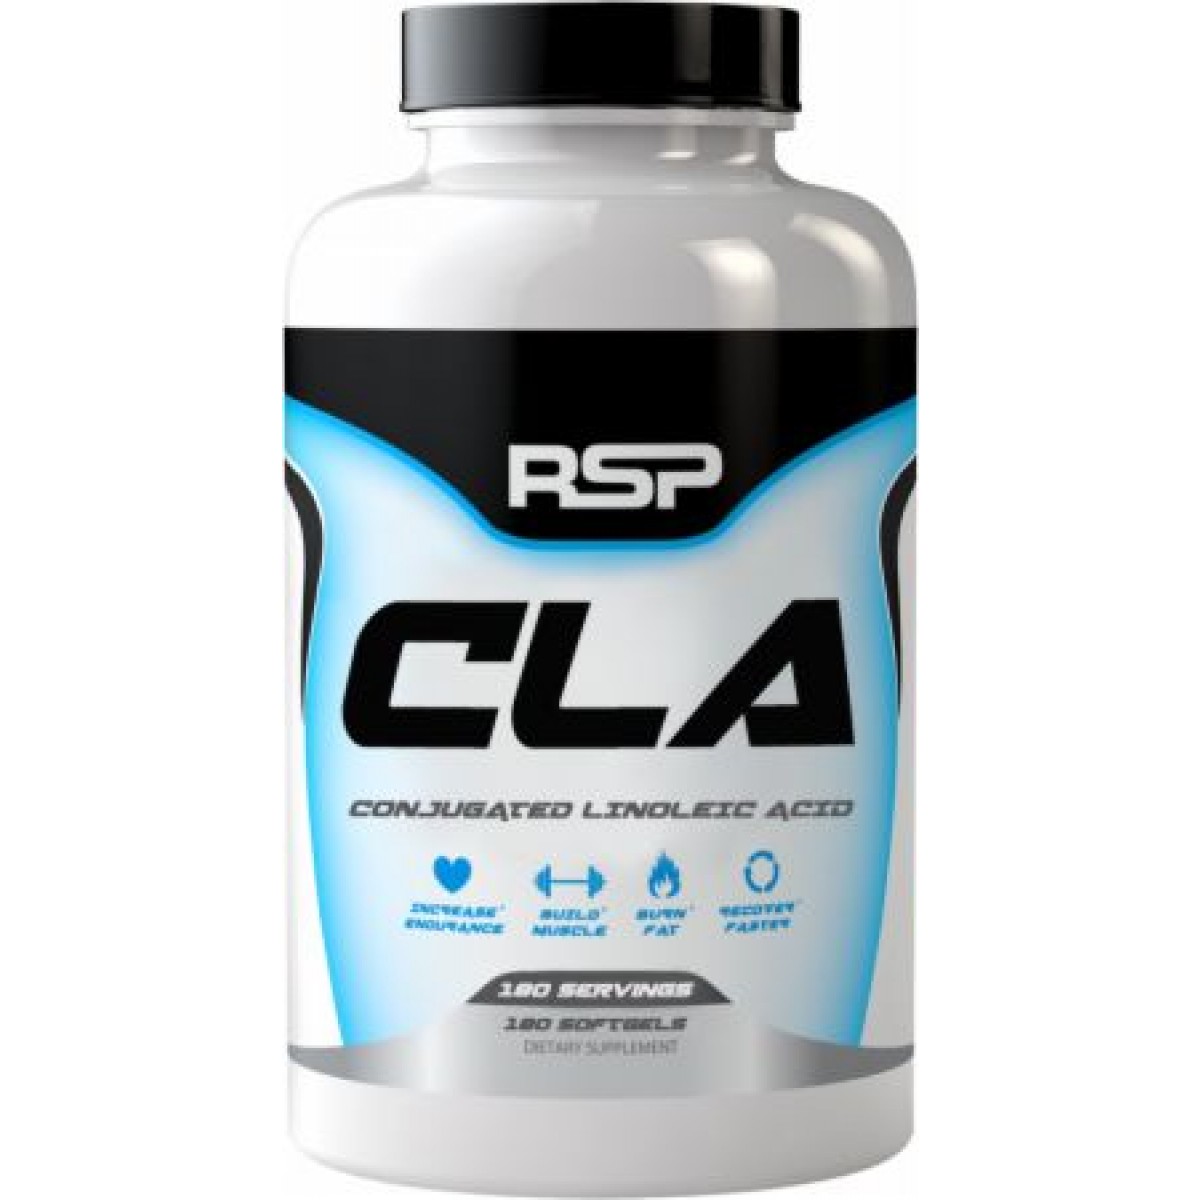 RSP
CLA
CONJUGATED LINOLEIC ACID
INCREASE*
ENDURANCE
BUILD*
MUSCLE
BURN*
FAT
RECOVER*
FASTER
180 SERVINGS
180 SOFTGELS
DIETARY SUPPLEMENT